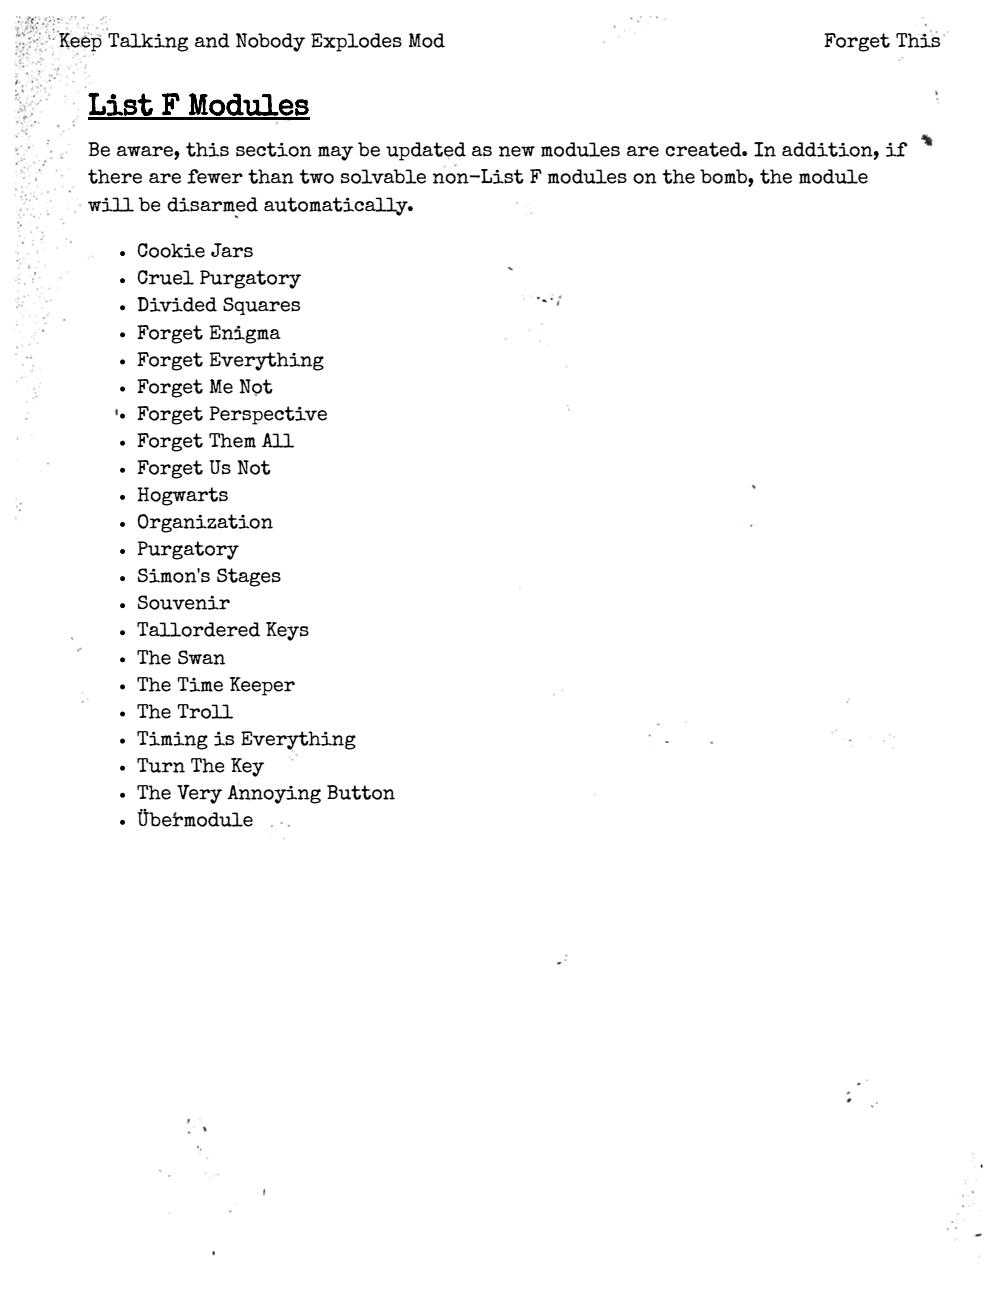 Keep Talking and Nobody Explodes Mod
Forget This
List F Modules
Be aware, this section may be updated as new modules are created. In addition, if
there are fewer than two solvable non-List F modules on the bomb, the module
will be disarmed automatically.
• Cookie Jars
• Cruel Purgatory
• Divided Squares
• Forget Enigma
• Forget Everything
• Forget Me Not
• Forget Perspective
• Forget Them All
• Forget Us Not
• Hogwarts
• Organization
• Purgatory
• Simon's Stages
• Souvenir
• Tallordered Keys
• The Swan
• The Time Keeper
• The Troll
• Timing is Everything
• Turn The Key
• The Very Annoying Button
• Übermodule